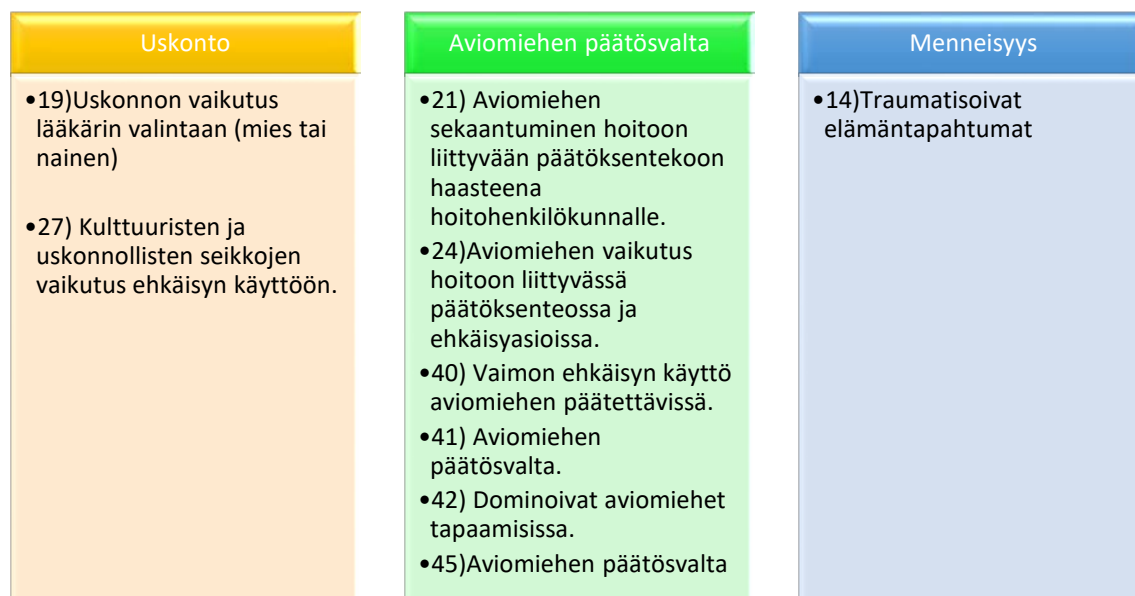 Uskonto
•19)Uskonnon vaikutus
lääkärin valintaan (mies tai
nainen)
•27) Kulttuuristen ja
uskonnollisten seikkojen
vaikutus ehkäisyn käyttöön.
Aviomiehen päätösvalta
•21) Aviomiehen
sekaantuminen hoitoon
liittyvään päätöksentekoon
haasteena
hoitohenkilökunnalle.
•24)Aviomiehen vaikutus
hoitoon liittyvässä
päätöksenteossa ja
ehkäisyasioissa.
•40) Vaimon ehkäisyn käyttö
aviomiehen päätettävissä.
•41) Aviomiehen
päätösvalta.
•42) Dominoivat aviomiehet
tapaamisissa.
•45)Aviomiehen päätösvalta
Menneisyys
•14)Traumatisoivat
elämäntapahtumat